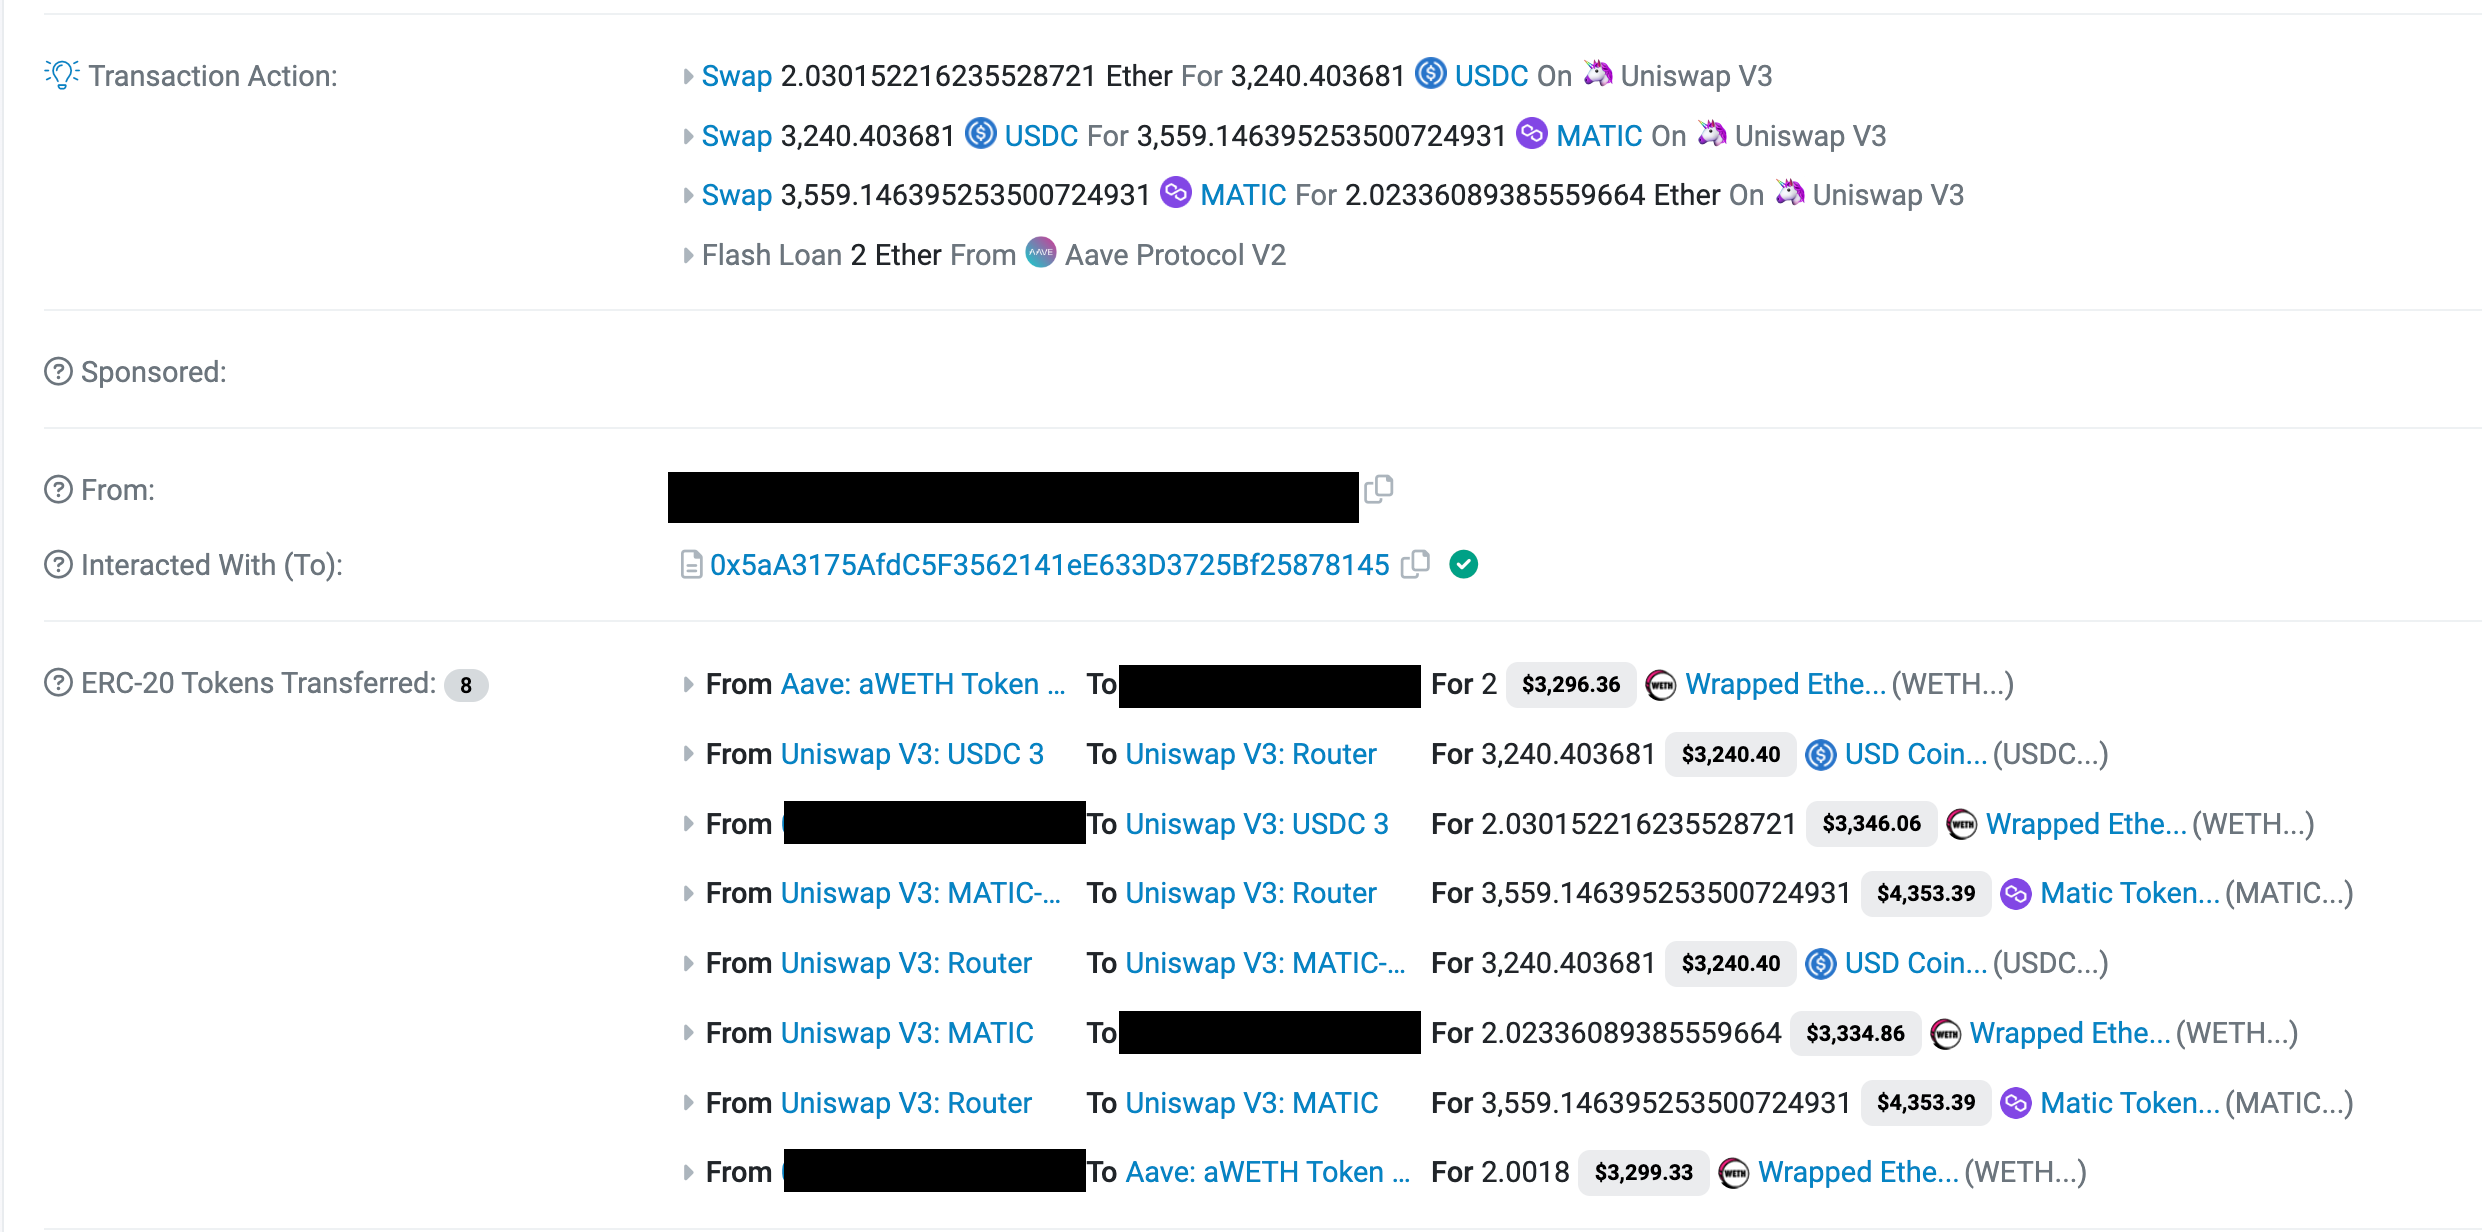 Transaction Action:
Swap 2.030152216235528721 Ether For 3,240.403681 USDC On Uniswap V3
Swap 3,240.403681 USDC For 3,559.146395253500724931 MATIC On Uniswap V3
Swap 3,559.146395253500724931 MATIC For 2.02336089385559664 Ether On Uniswap V3
Flash Loan 2 Ether From AAVE Aave Protocol V2
Sponsored:
From:
Interacted With (To):
0x5aA3175AfdC5F3562141eE633D3725Bf25878145
ERC-20 Tokens Transferred: 8
From Aave: aWETH Token ... To For 2 $3,296.36 WETH Wrapped Ethe... (WETH...)
From Uniswap V3: USDC 3 To Uniswap V3: Router For 3,240.403681 $3,240.40 USD Coin... (USDC...)
From To Uniswap V3: USDC 3 For 2.030152216235528721 $3,346.06 WETH Wrapped Ethe... (WETH...)
From Uniswap V3: MATIC-... To Uniswap V3: Router For 3,559.146395253500724931 $4,353.39 Matic Token... (MATIC...)
From Uniswap V3: Router To Uniswap V3: MATIC-... For 3,240.403681 $3,240.40 USD Coin... (USDC...)
From Uniswap V3: MATIC To For 2.02336089385559664 $3,334.86 WETH Wrapped Ethe... (WETH...)
From Uniswap V3: Router To Uniswap V3: MATIC For 3,559.146395253500724931 $4,353.39 Matic Token... (MATIC...)
From To Aave: aWETH Token ... For 2.0018 $3,299.33 WETH Wrapped Ethe... (WETH...)